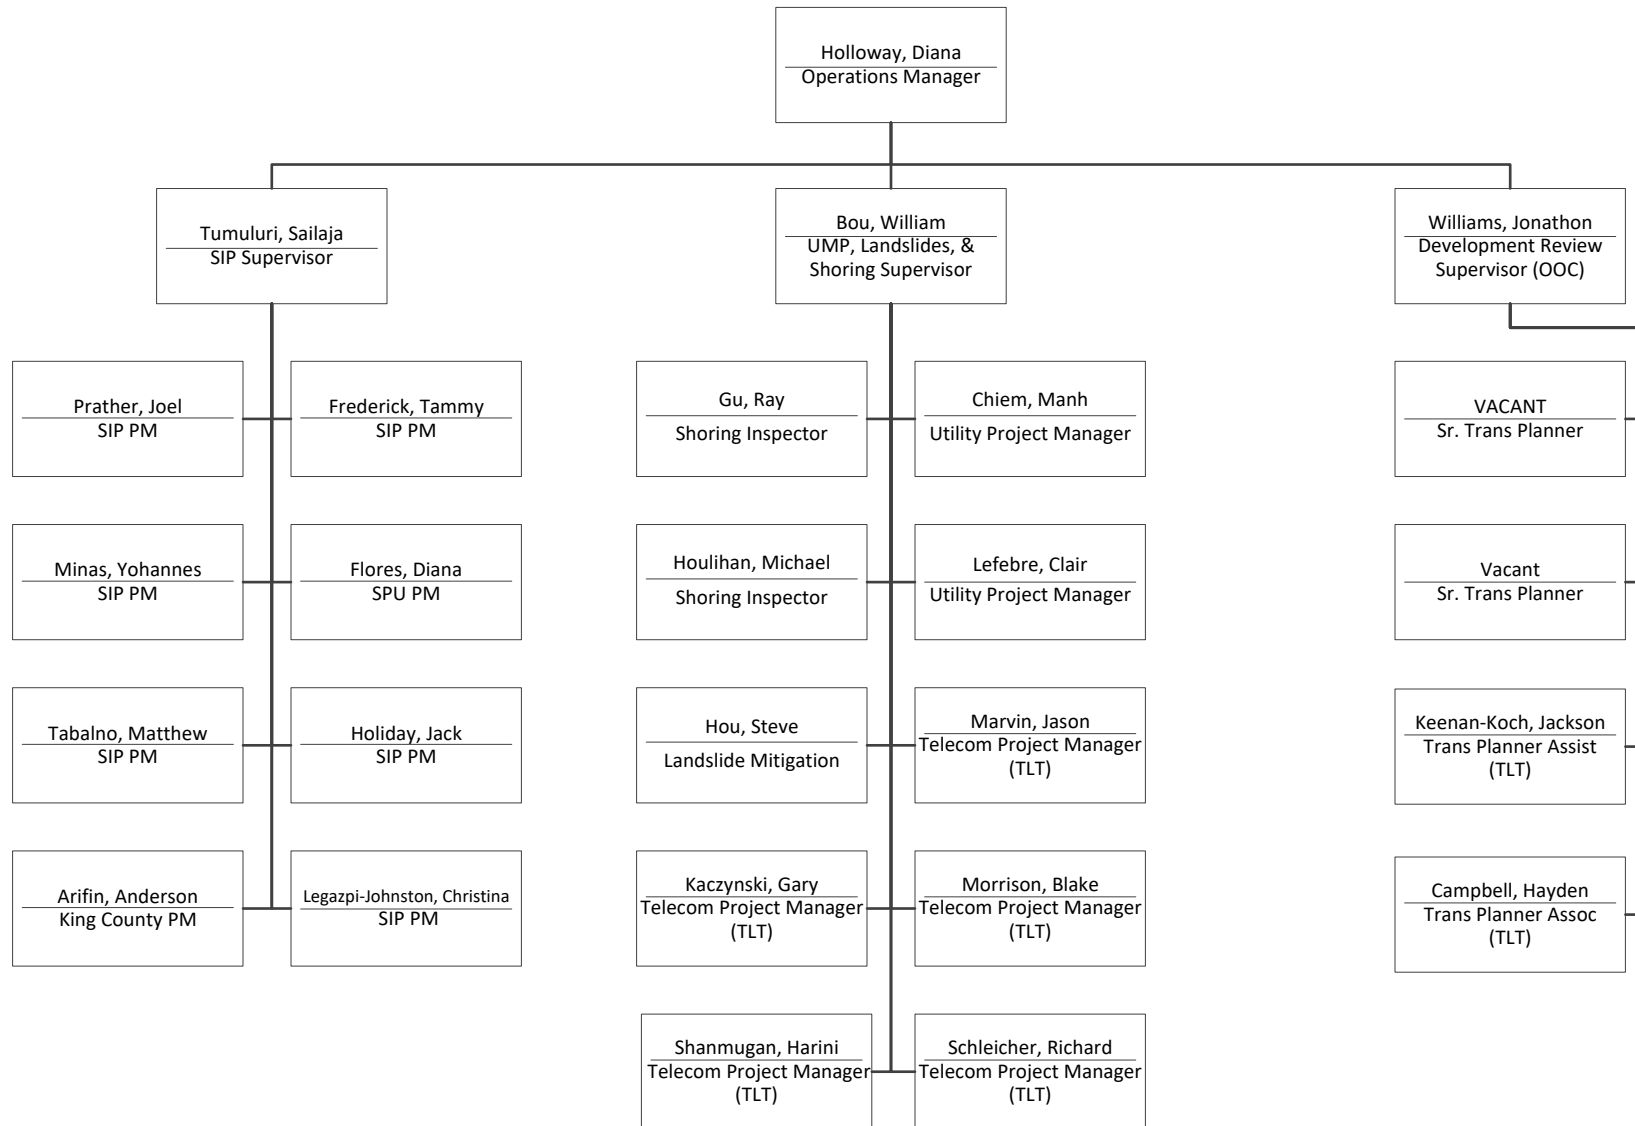 Holloway, Diana
Operations Manager
Tumuluri, Sailaja
SIP Supervisor
Bou, William
UMP, Landslides, &
Shoring Supervisor
Williams, Jonathon
Development Review
Supervisor (OOC)
Prather, Joel
SIP PM
Frederick, Tammy
SIP PM
Gu, Ray
Shoring Inspector
Chiem, Manh
Utility Project Manager
VACANT
Sr. Trans Planner
Minas, Yohannes
SIP PM
Flores, Diana
SPU PM
Houlihan, Michael
Shoring Inspector
Lefebre, Clair
Utility Project Manager
Vacant
Sr. Trans Planner
Tabalno, Matthew
SIP PM
Holiday, Jack
SIP PM
Hou, Steve
Landslide Mitigation
Marvin, Jason
Telecom Project Manager
(TLT)
Keenan-Koch, Jackson
Trans Planner Assist
(TLT)
Arifin, Anderson
King County PM
Legazpi-Johnston, Christina
SIP PM
Kaczynski, Gary
Telecom Project Manager
(TLT)
Morrison, Blake
Telecom Project Manager
(TLT)
Campbell, Hayden
Trans Planner Assoc
(TLT)
Shanmugan, Harini
Telecom Project Manager
(TLT)
Schleicher, Richard
Telecom Project Manager
(TLT)